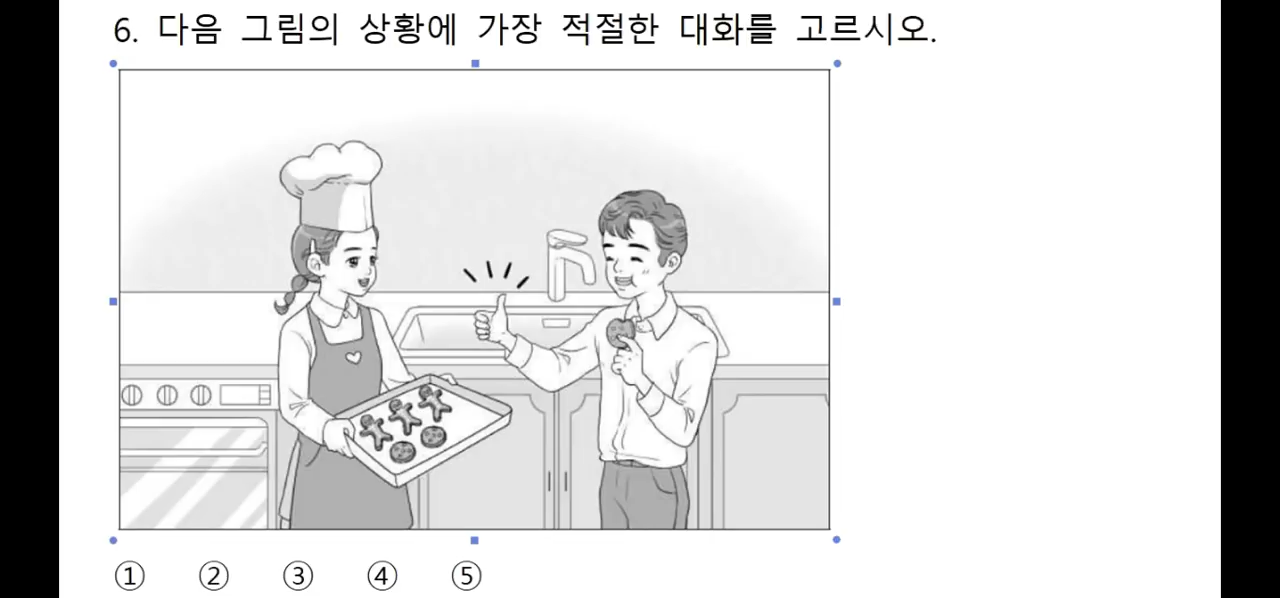 6. 다음 그림의 상황에 가장 적절한 대화를 고르시오.
① ② ③ ④ ⑤